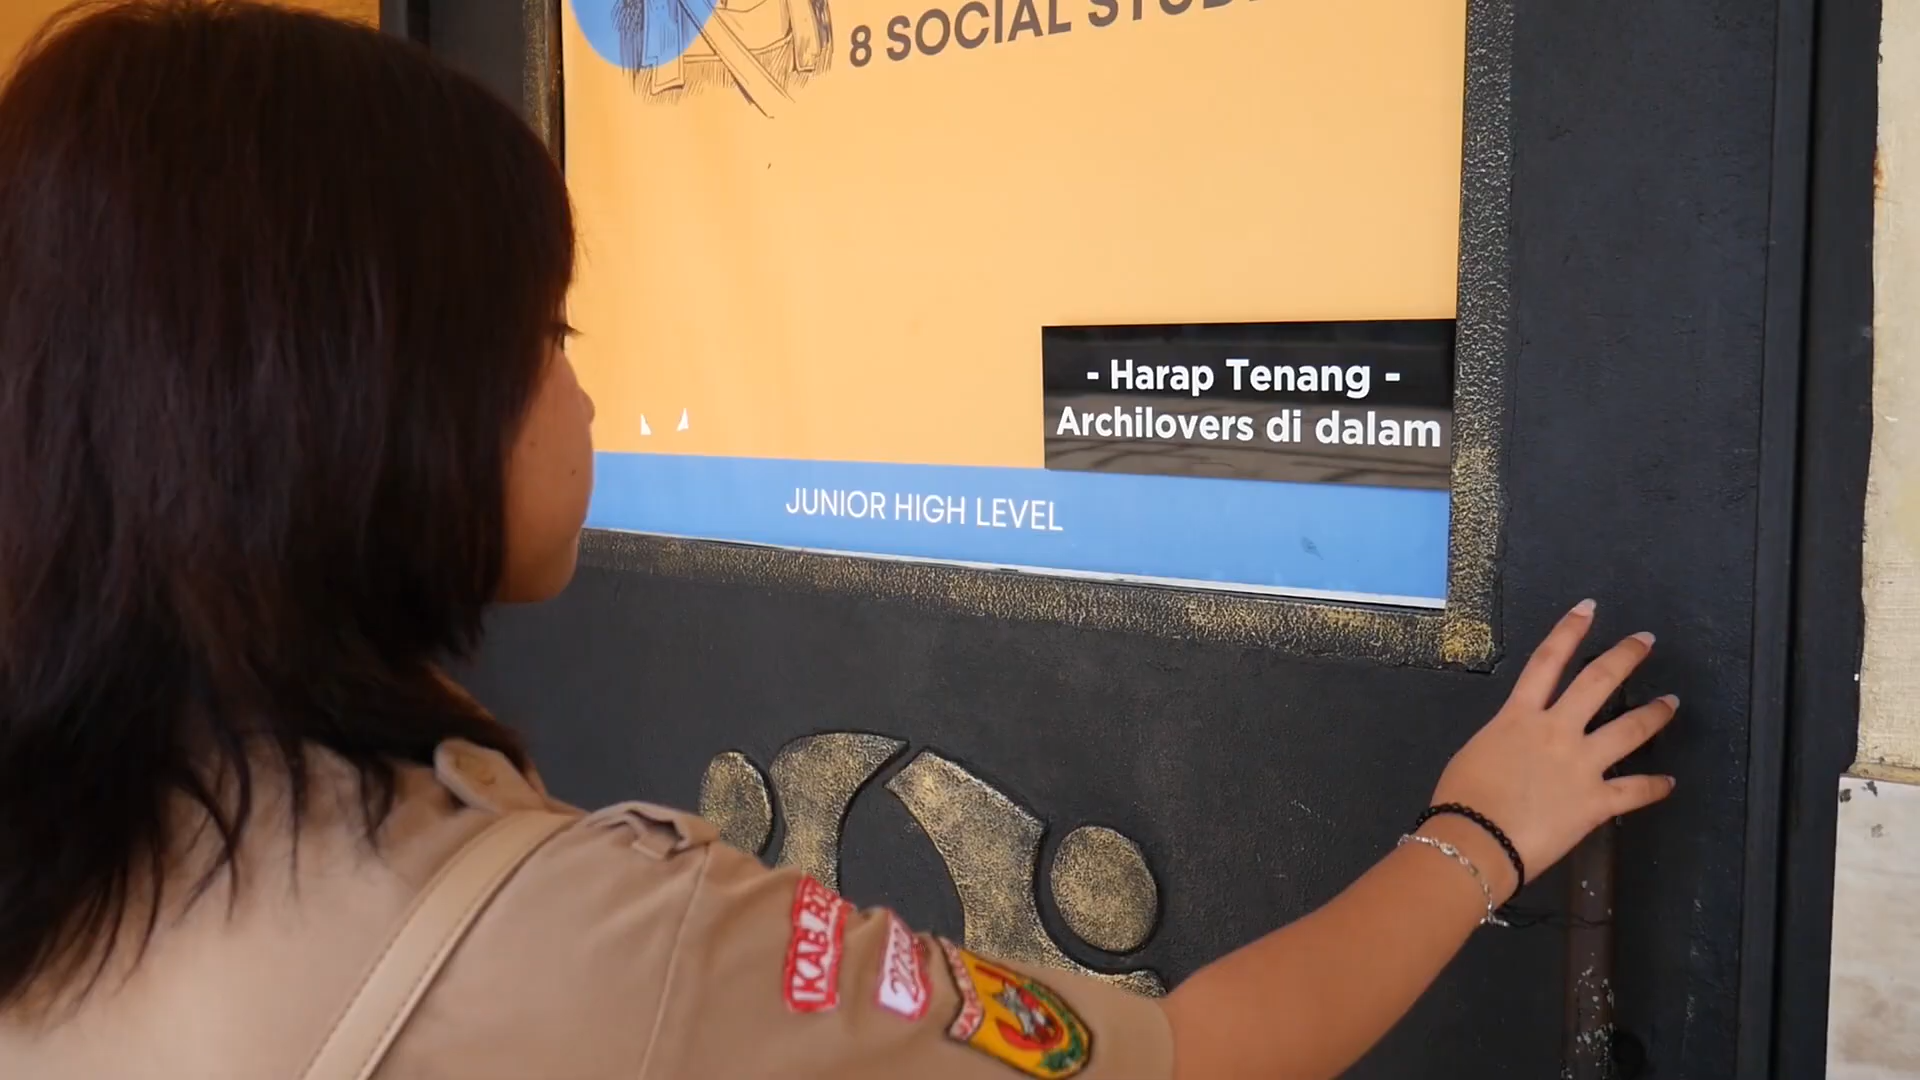 8 SOCIAL
- Harap Tenang -
Archilovers di dalam
JUNIOR HIGH LEVEL